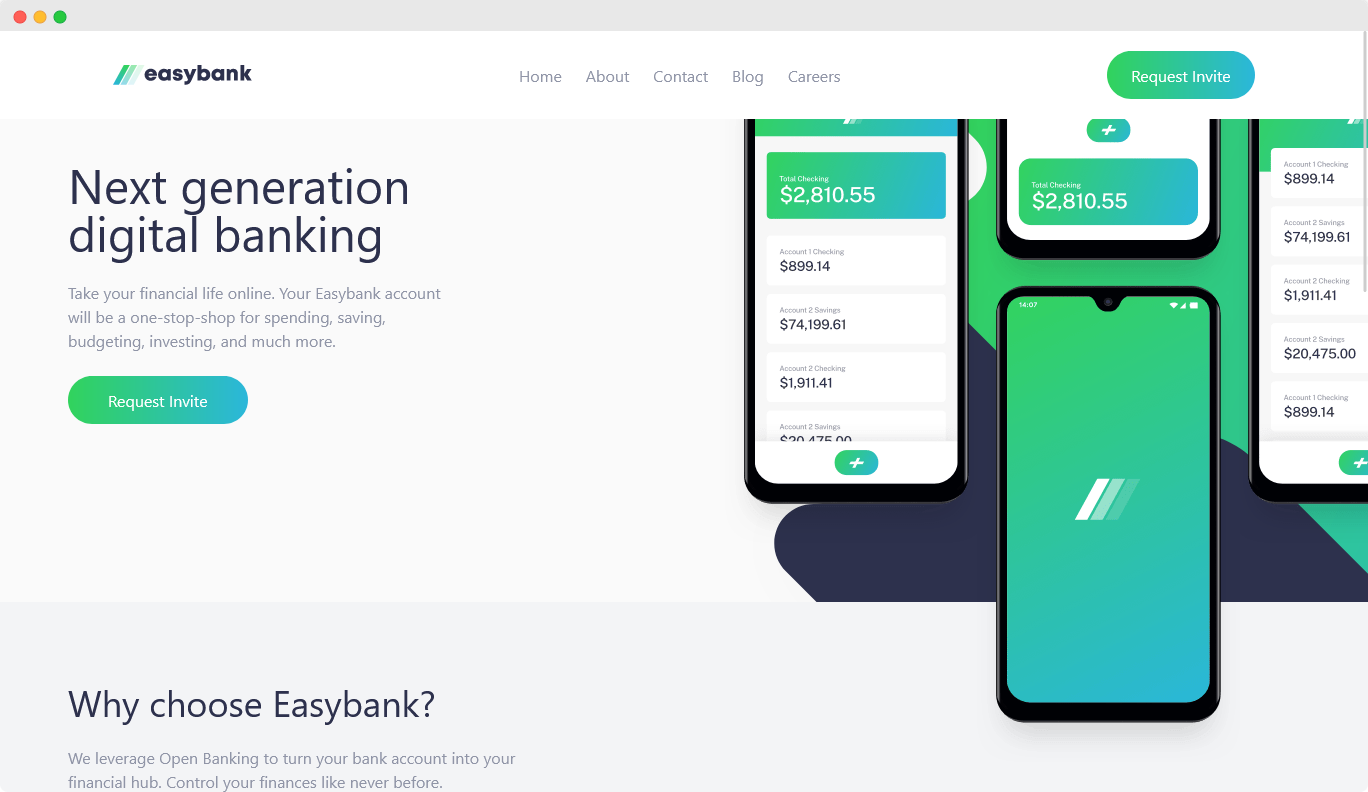 easybank
Home
About
Contact
Blog
Careers
Request Invite
Next generation
digital banking
Take your financial life online. Your Easybank account
will be a one-stop-shop for spending, saving,
budgeting, investing, and much more.
Request Invite
Total Checking
$2,810.55
Account 1 Checking
$899.14
Account 2 Savings
$74,199.61
Account 2 Checking
$1,911.41
Account 2 Savings
$20,475.00
Total Checking
$2,810.55
14:07
Account 1 Checking
$899.14
Account 2 Savings
$74,199.61
Account 2 Checking
$1,911.41
Account 2 Savings
$20,475.00
Account 1 Checking
$899.14
Why choose Easybank?
We leverage Open Banking to turn your bank account into your
financial hub. Control your finances like never before.